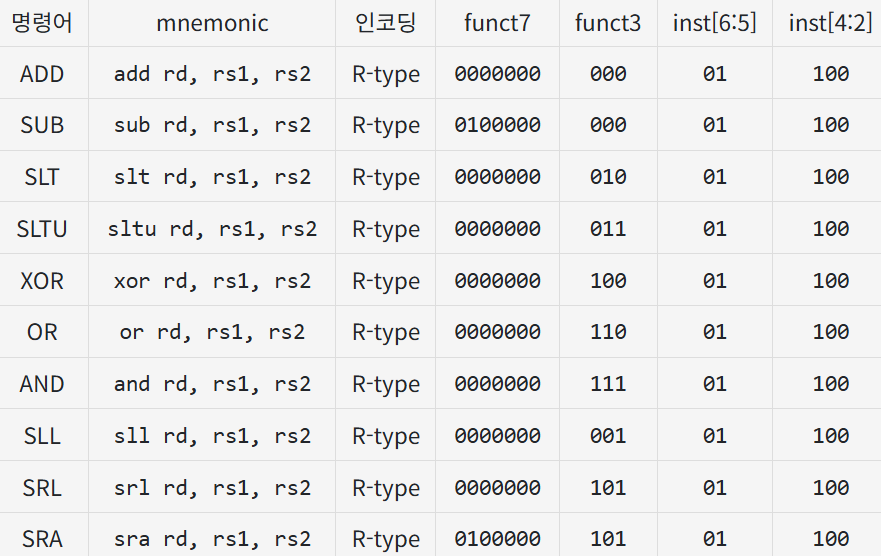 명령어 mnemonic 인코딩 funct7 funct3 inst[6:5] inst[4:2]
ADD add rd, rs1, rs2 R-type 0000000 000 01 100
SUB sub rd, rs1, rs2 R-type 0100000 000 01 100
SLT slt rd, rs1, rs2 R-type 0000000 010 01 100
SLTU sltu rd, rs1, rs2 R-type 0000000 011 01 100
XOR xor rd, rs1, rs2 R-type 0000000 100 01 100
OR or rd, rs1, rs2 R-type 0000000 110 01 100
AND and rd, rs1, rs2 R-type 0000000 111 01 100
SLL sll rd, rs1, rs2 R-type 0000000 001 01 100
SRL srl rd, rs1, rs2 R-type 0000000 101 01 100
SRA sra rd, rs1, rs2 R-type 0100000 101 01 100